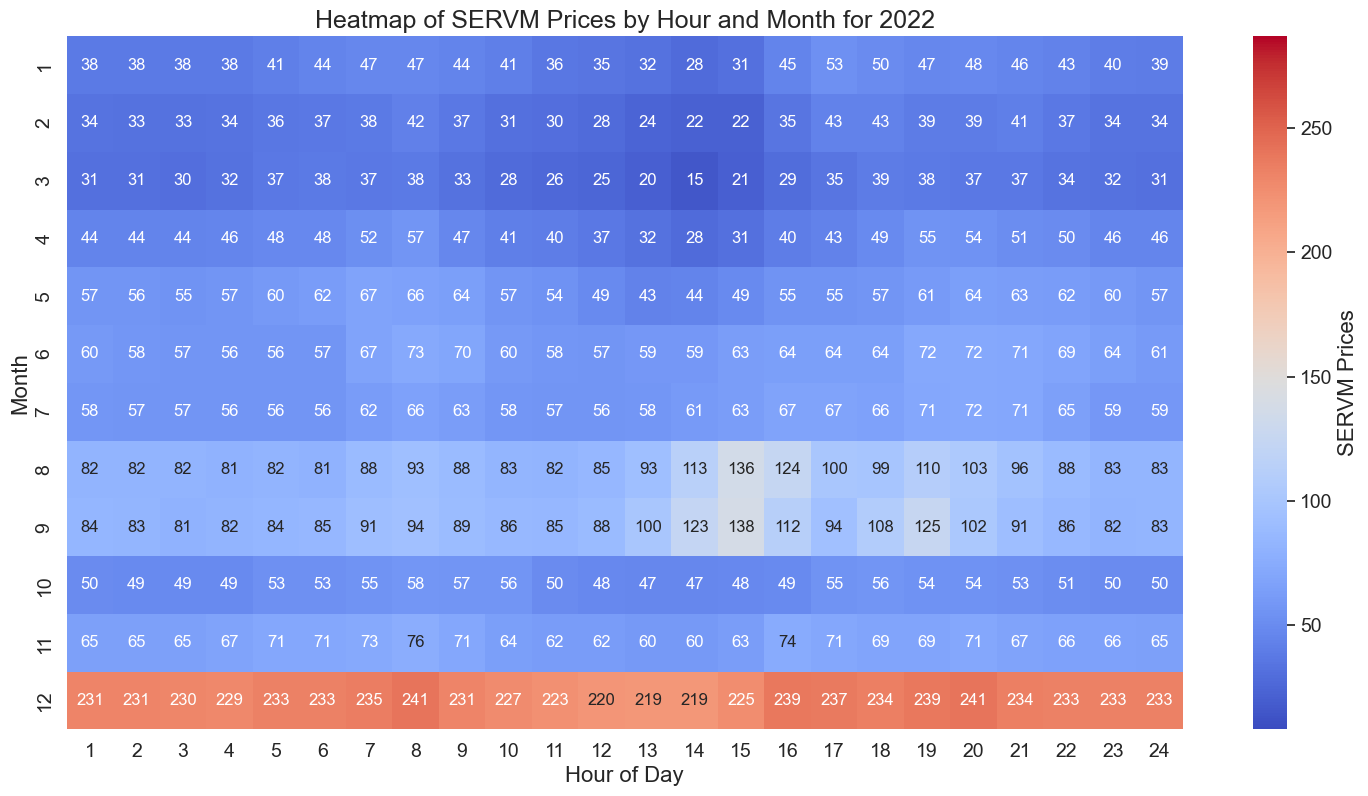 Heatmap of SERVM Prices by Hour and Month for 2022
1 38 38 38 38 41 44 47 47 44 41 36 35 32 28 31 45 53 50 47 48 46 43 40 39
2 34 33 33 34 36 37 38 42 37 31 30 28 24 22 22 35 43 43 39 39 41 37 34 34
3 31 31 30 32 37 38 37 38 33 28 26 25 20 15 21 29 35 39 38 37 37 34 32 31
4 44 44 44 46 48 48 52 57 47 41 40 37 32 28 31 40 43 49 55 54 51 50 46 46
5 57 56 55 57 60 62 67 66 64 57 54 49 43 44 49 55 55 57 61 64 63 62 60 57
6 60 58 57 56 56 57 67 73 70 60 58 57 59 59 63 64 64 64 72 72 71 69 64 61
7 58 57 57 56 56 56 62 66 63 58 57 56 58 61 63 67 67 66 71 72 71 65 59 59
8 82 82 82 81 82 81 88 93 88 83 82 85 93 113 136 124 100 99 110 103 96 88 83 83
9 84 83 81 82 84 85 91 94 89 86 85 88 100 123 138 112 94 108 125 102 91 86 82 83
10 50 49 49 49 53 53 55 58 57 56 50 48 47 47 48 49 55 56 54 54 53 51 50 50
11 65 65 65 67 71 71 73 76 71 64 62 62 60 60 63 74 71 69 69 71 67 66 66 65
12 231 231 230 229 233 233 235 241 231 227 223 220 219 219 225 239 237 234 239 241 234 233 233 233
1 2 3 4 5 6 7 8 9 10 11 12 13 14 15 16 17 18 19 20 21 22 23 24
Hour of Day
Month
250
200
150
100
50
SERVM Prices